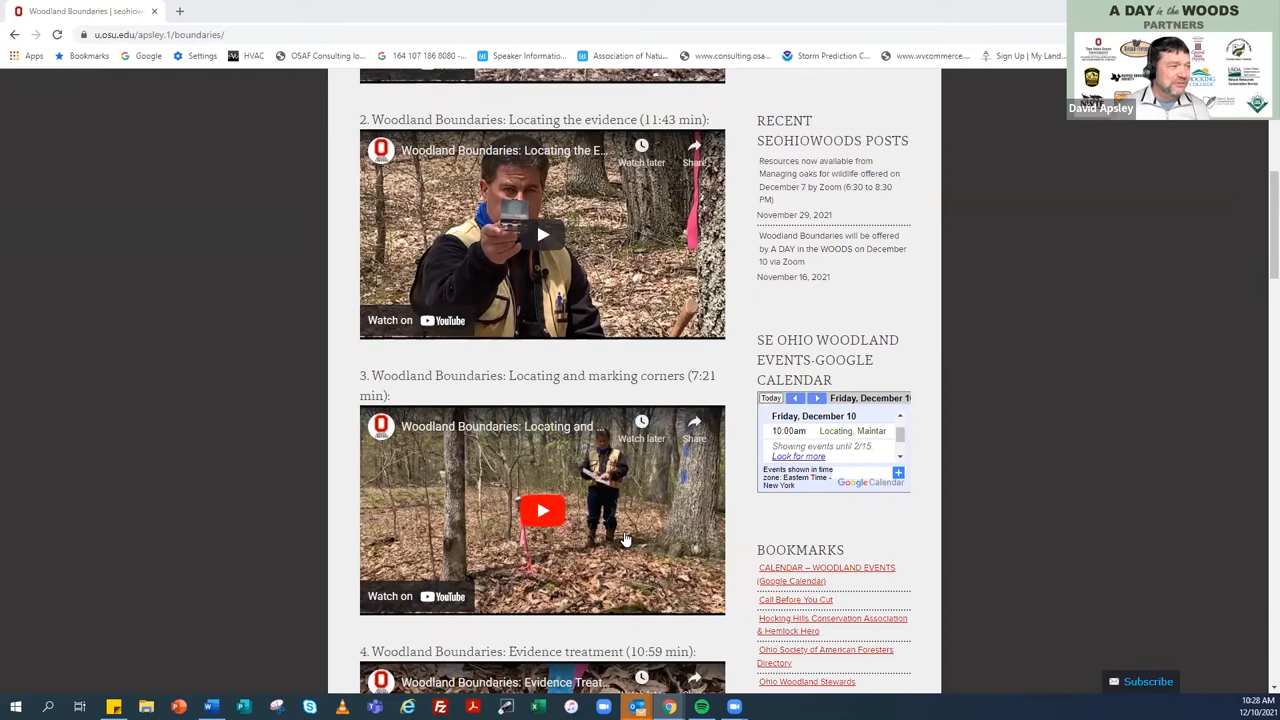 Woodland Boundaries | seohiow
u.osu.edu/apsley.1/boundaries/
Apps
Bookmarks
Google
Settings
HVAC
OSAF Consulting lo...
64.107 186 6080 -...
Speaker Informatio...
Association of Natu...
www.consulting.osa...
Storm Prediction C...
www.wvcommerce...
Sign Up | My Land...
A DAY in the WOODS
PARTNERS
HOCKING
COLLEGE
USDA
David Apsley
2. Woodland Boundaries: Locating the evidence (11:43 min):
Woodland Boundaries: Locating the E...
Watch later
Share
Watch on YouTube
3. Woodland Boundaries: Locating and marking corners (7:21
min):
Woodland Boundaries: Locating and ...
Watch later
Share
Watch on YouTube
4. Woodland Boundaries: Evidence treatment (10:59 min):
Woodland Boundaries: Evidence Treat...
Watch later
Share
RECENT
SEOHIOWOODS POSTS
Resources now available from
Managing oaks for wildlife offered on
December 7 by Zoom (6:30 to 8:30
PM)
November 29, 2021
Woodland Boundaries will be offered
by A DAY in the WOODS on December
10 via Zoom
November 16, 2021
SE OHIO WOODLAND
EVENTS-GOOGLE
CALENDAR
Today
Friday, December 1
Friday, December 10
10:00am Locating, Maintar
Showing events until 2/15.
Look for more
Events shown in time
zone: Eastern Time -
New York
Google Calendar
BOOKMARKS
CALENDAR – WOODLAND EVENTS
(Google Calendar)
Call Before You Cut
Hocking Hills Conservation Association
& Hemlock Hero
Ohio Society of American Foresters
Directory
Ohio Woodland Stewards
Subscribe
10:28 AM
12/10/2021